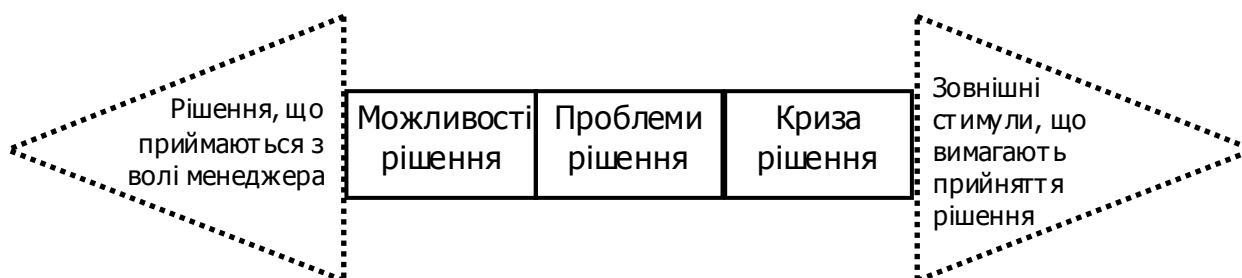 Рішення, що
приймаються з
волі менеджера
Можливості
рішення
Проблеми
рішення
Криза
рішення
Зовнішні
стимули, що
вимагають
прийняття
рішення